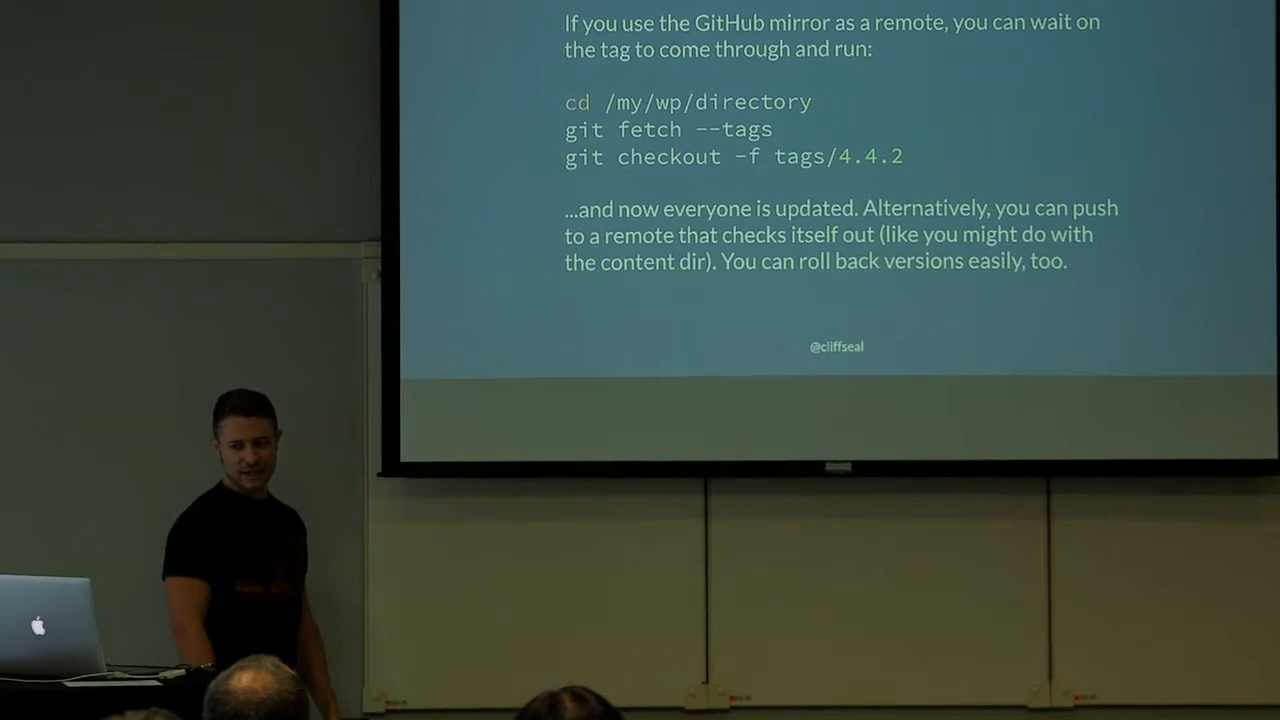 If you use the GitHub mirror as a remote, you can wait on
the tag to come through and run:
cd /my/wp/directory
git fetch --tags
git checkout -f tags/4.4.2
...and now everyone is updated. Alternatively, you can push
to a remote that checks itself out (like you might do with
the content dir). You can roll back versions easily, too.
@cliffseal